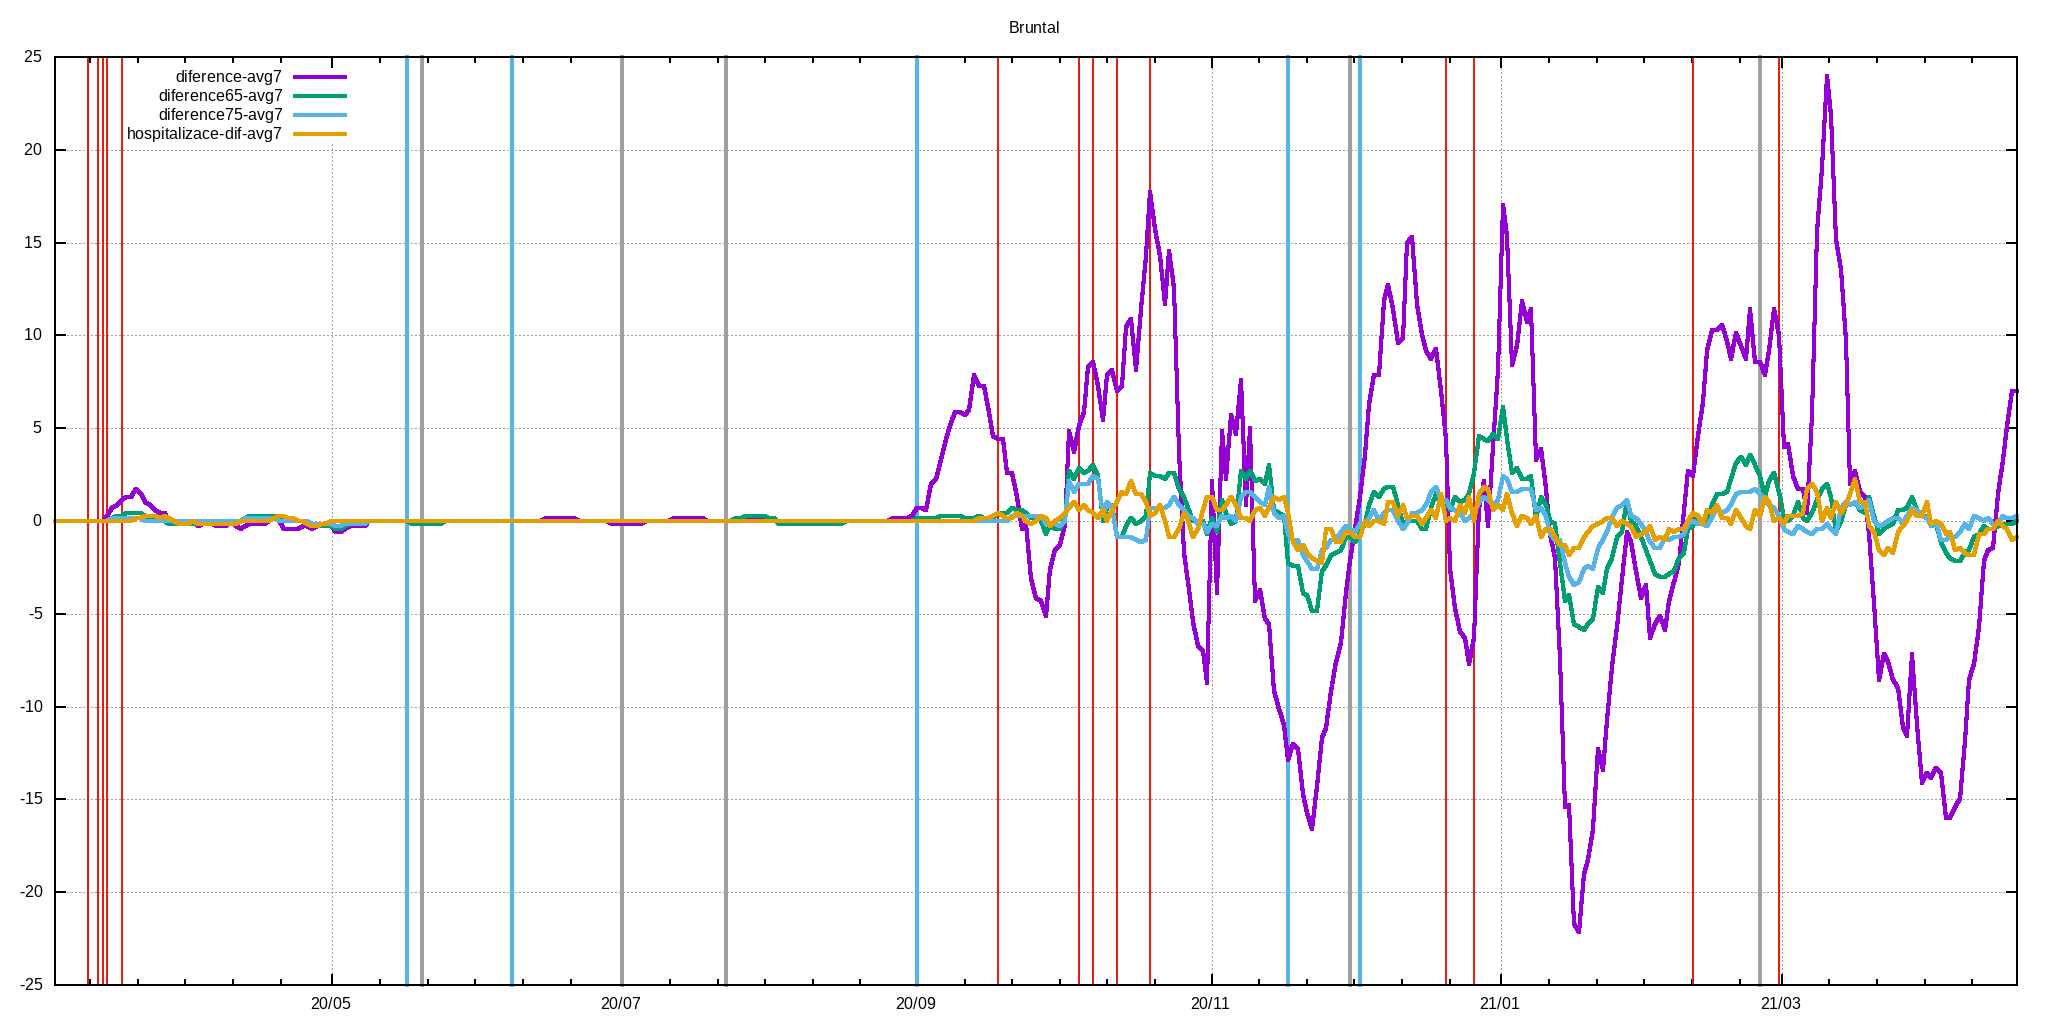 Bruntal
25
20
15
10
5
0
-5
-10
-15
-20
-25
diference-avg7
diference65-avg7
diference75-avg7
hospitalizace-dif-avg7
20/05 20/07 20/09 20/11 21/01 21/03